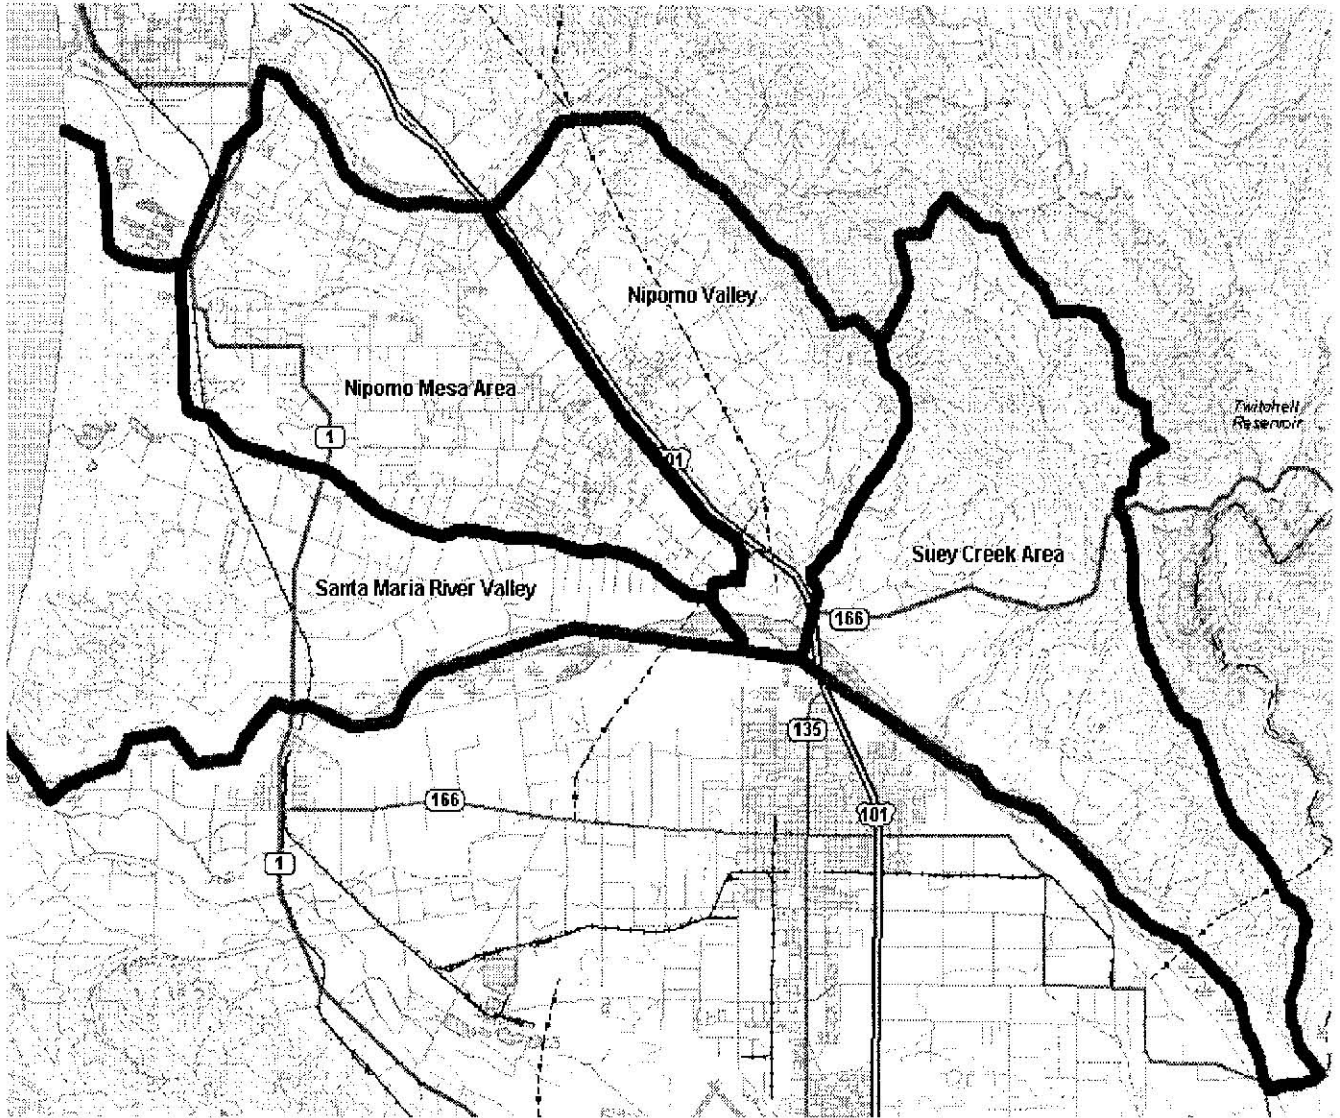 Nipomo Valley
Nipomo Mesa Area
Twitchell
Reservoir
1
101
Suey Creek Area
Santa Maria River Valley
166
135
166
101
1